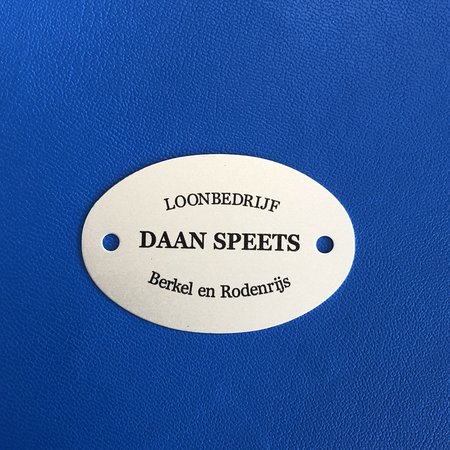 LOONBEDRIJF
DAAN SPEETS
Berkel en Rodenrijs